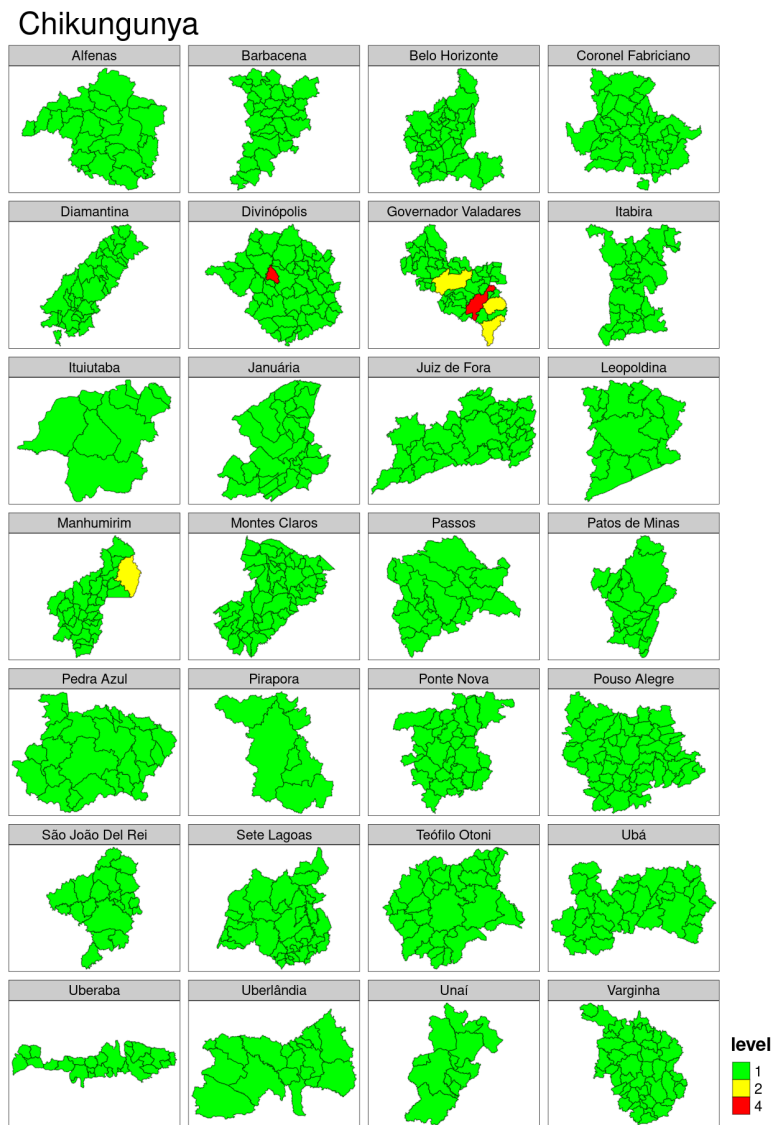 Chikungunya
Alfenas
Barbacena
Belo Horizonte
Coronel Fabriciano
Diamantina
Divinópolis
Governador Valadares
Itabira
Ituiutaba
Januária
Juiz de Fora
Leopoldina
Manhumirim
Montes Claros
Passos
Patos de Minas
Pedra Azul
Pirapora
Ponte Nova
Pouso Alegre
São João Del Rei
Sete Lagoas
Teófilo Otoni
Ubá
Uberaba
Uberlândia
Unaí
Varginha
level
1
2
4